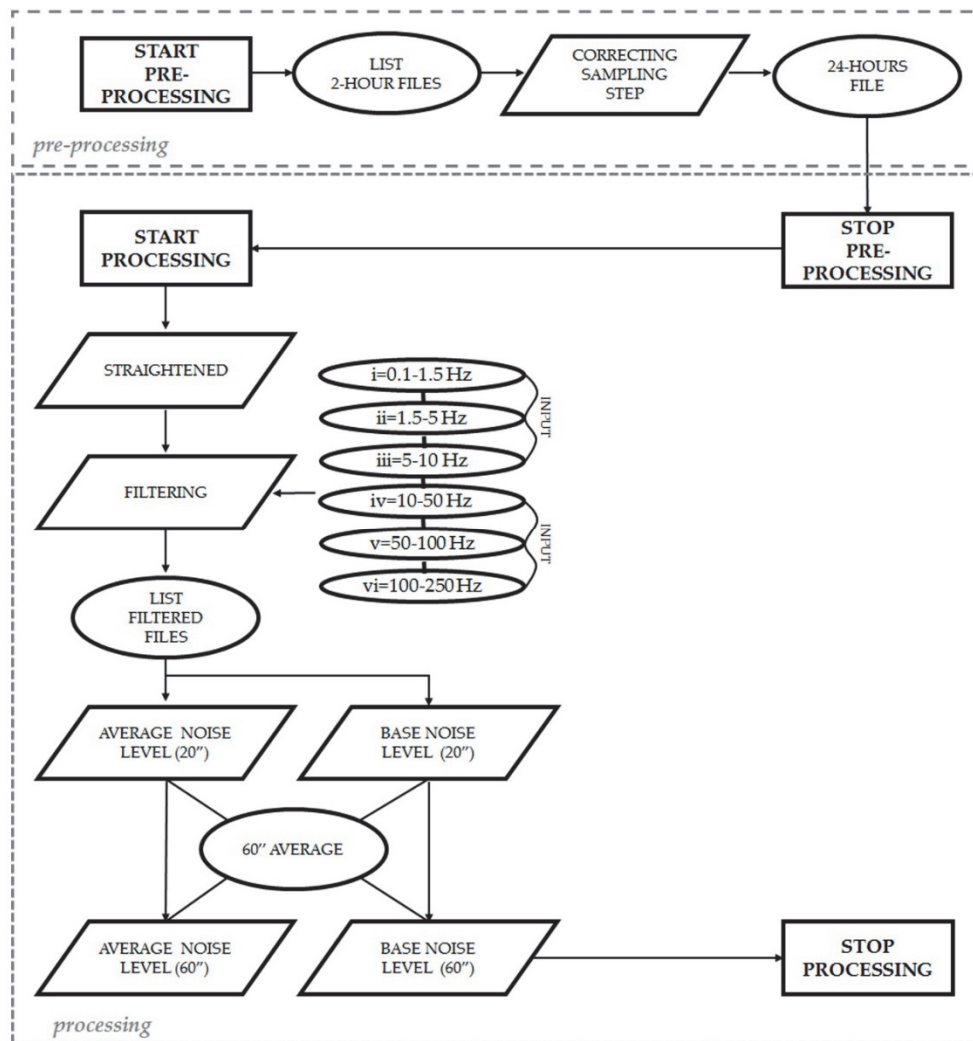 START
PRE-
PROCESSING
LIST
2-HOUR FILES
CORRECTING
SAMPLING
STEP
24-HOURS
FILE
pre-processing
START
PROCESSING
STOP
PRE-
PROCESSING
STRAIGHTENED
i=0.1-1.5 Hz
ii=1.5-5 Hz
iii=5-10 Hz
INPUT
FILTERING
iv=10-50 Hz
v=50-100 Hz
vi=100-250 Hz
INPUT
LIST
FILTERED
FILES
AVERAGE NOISE
LEVEL (20″)
BASE NOISE
LEVEL (20″)
60″ AVERAGE
AVERAGE NOISE
LEVEL (60″)
BASE NOISE
LEVEL (60″)
STOP
PROCESSING
processing